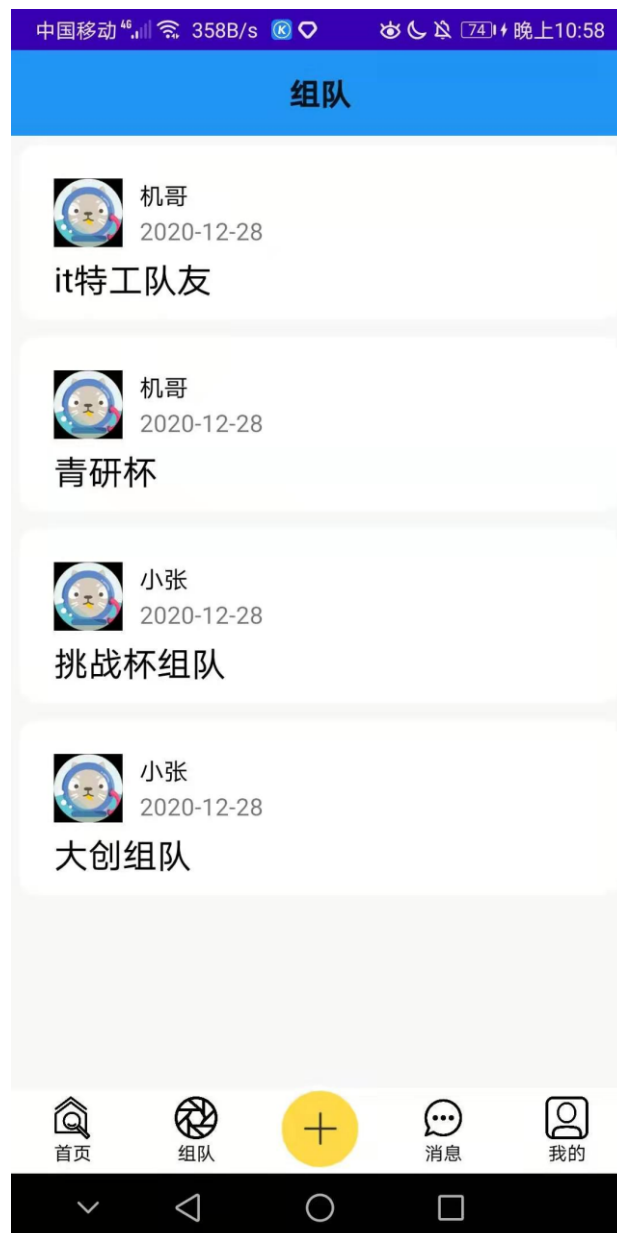 中国移动 46 358B/s K 74 晚上10:58
组队
机哥
2020-12-28
it特工队友
机哥
2020-12-28
青研杯
小张
2020-12-28
挑战杯组队
小张
2020-12-28
大创组队
首页 组队 消息 我的